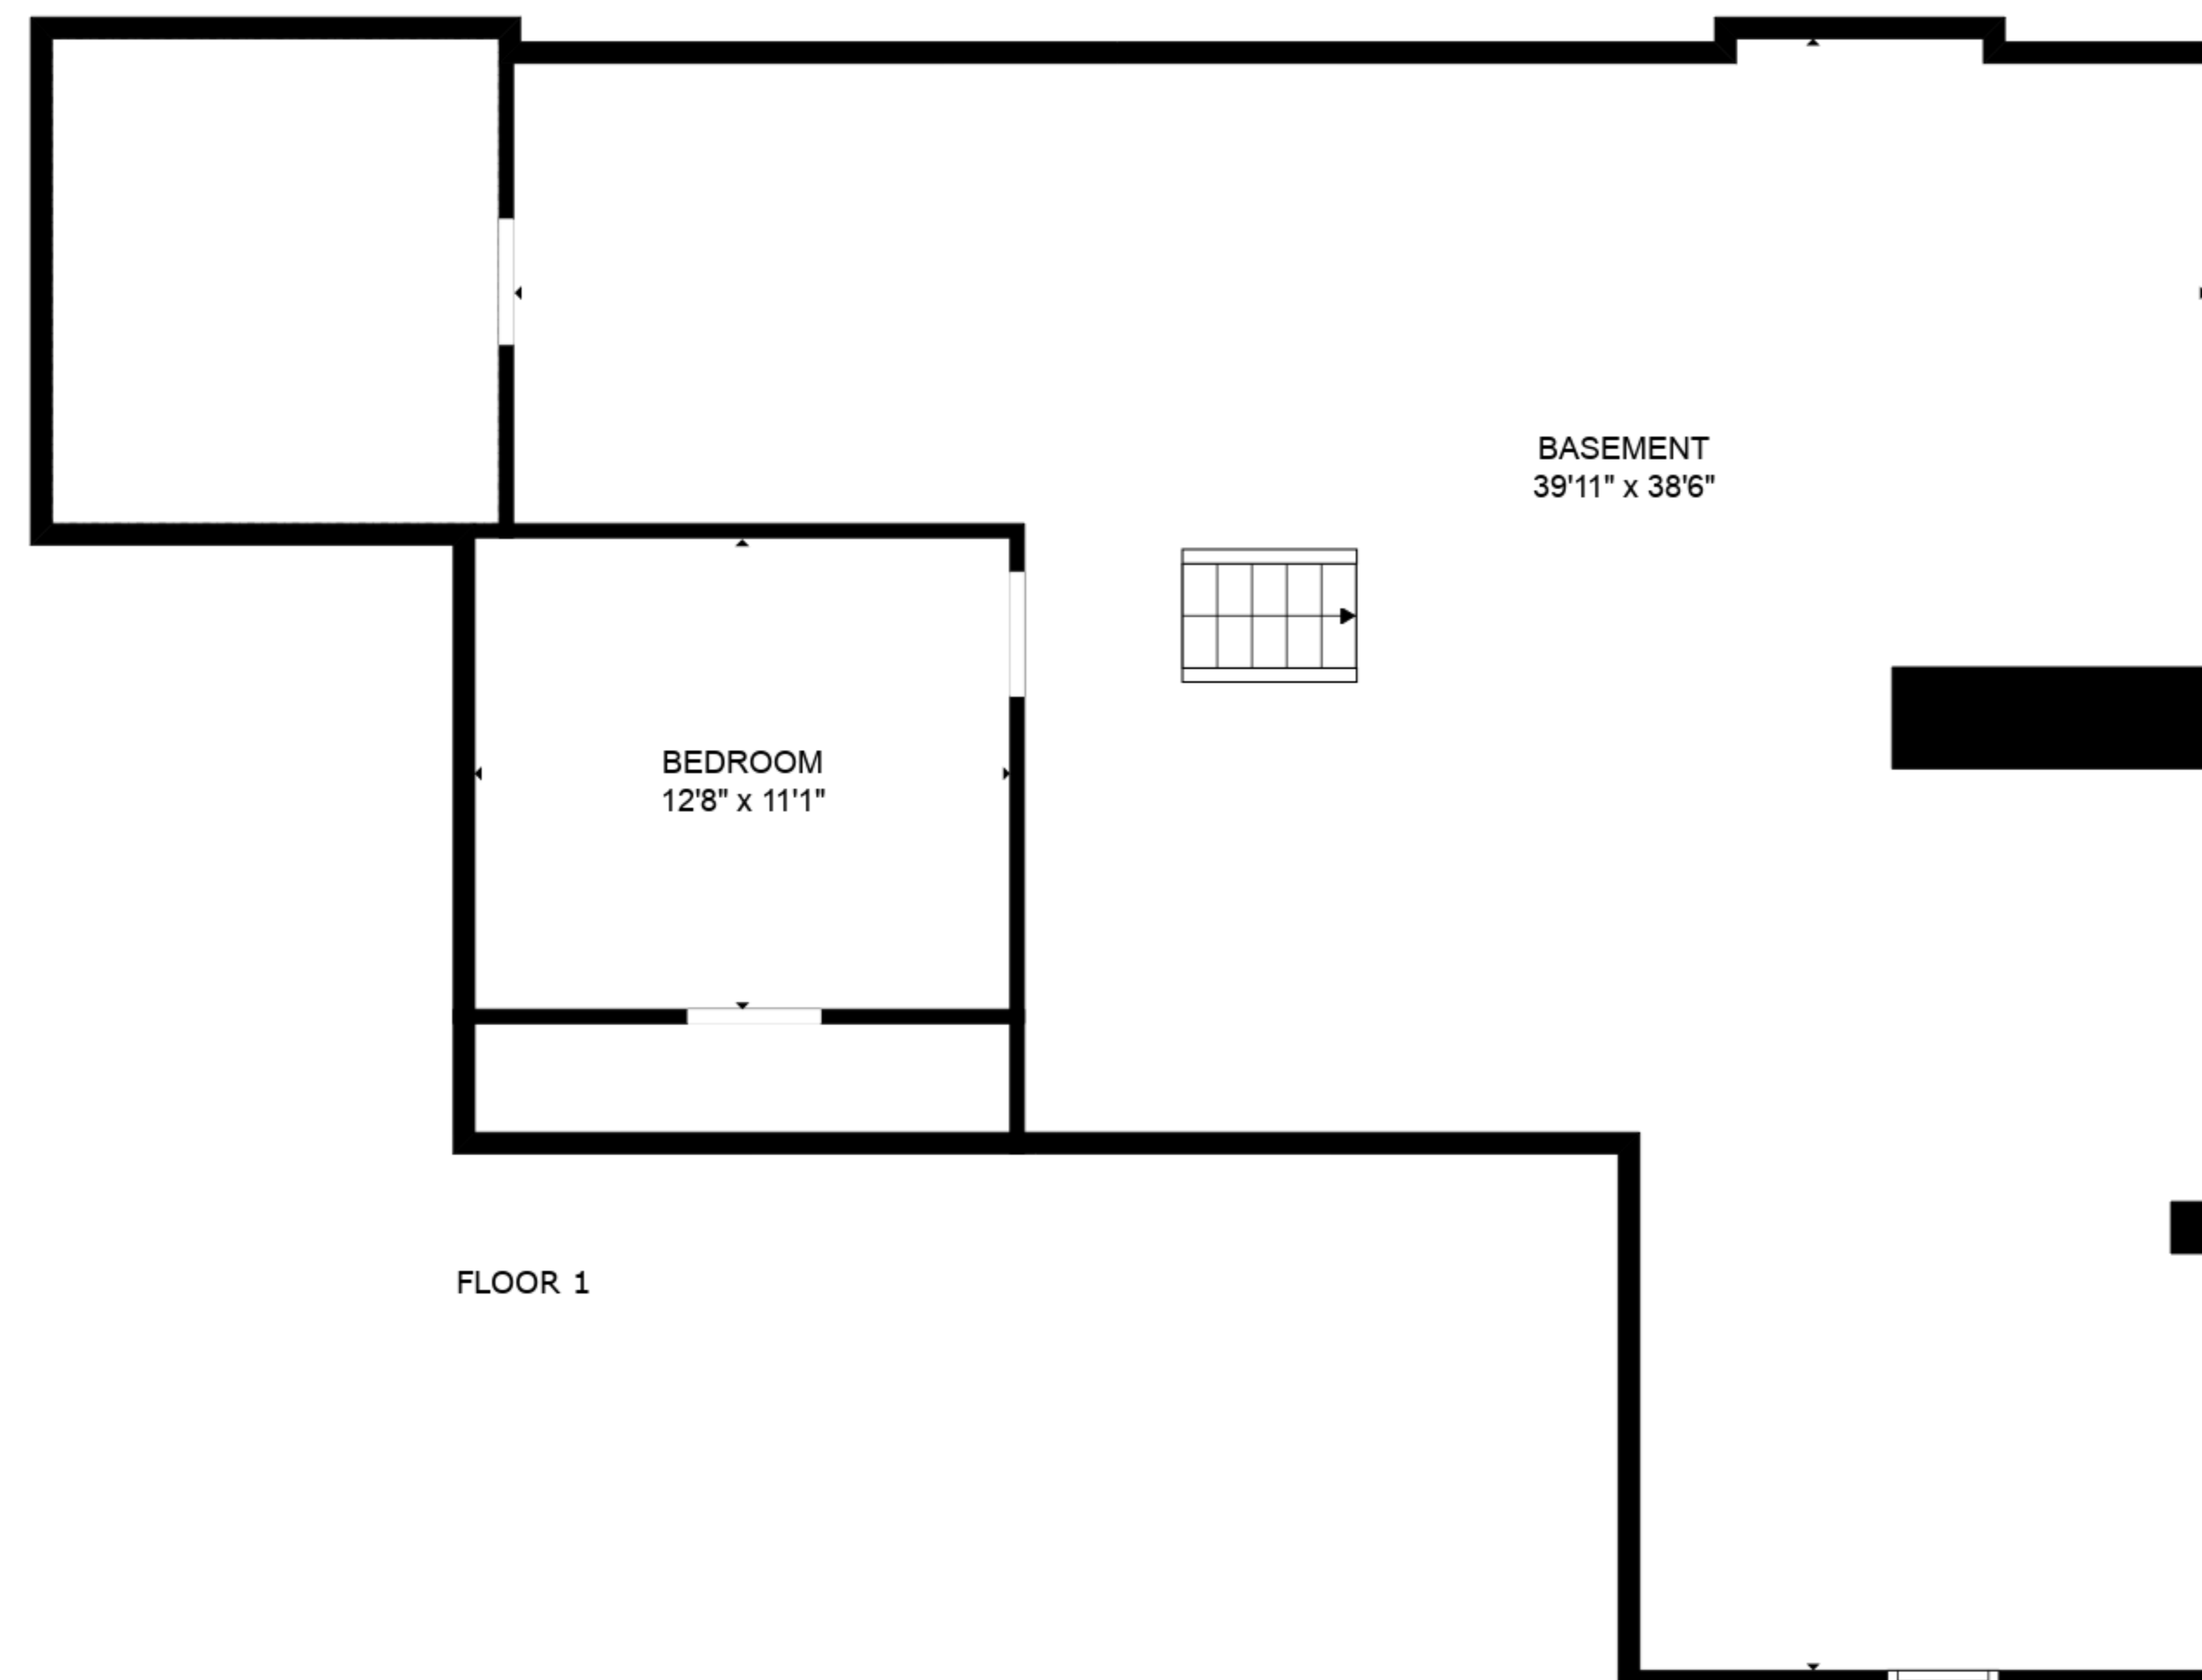 BASEMENT
39'11" x 38'6"
BEDROOM
12'8" x 11'1"
FLOOR 1